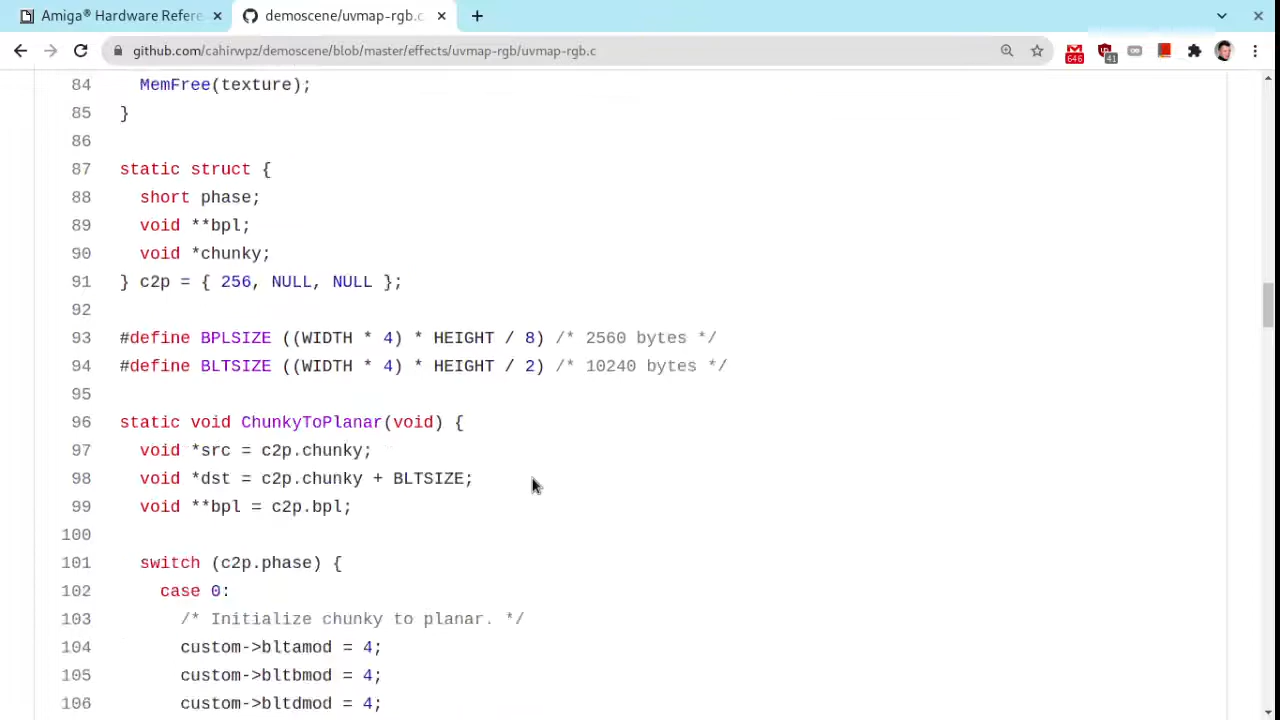 Amiga® Hardware Refere
demoscene/uvmap-rgb.c
github.com/cahirwpz/demoscene/blob/master/effects/uvmap-rgb/uvmap-rgb.c
646
41
84 MemFree(texture);
85 }
86
87 static struct {
88 short phase;
89 void **bpl;
90 void *chunky;
91 } c2p = { 256, NULL, NULL };
92
93 #define BPLSIZE ((WIDTH * 4) * HEIGHT / 8) /* 2560 bytes */
94 #define BLTSIZE ((WIDTH * 4) * HEIGHT / 2) /* 10240 bytes */
95
96 static void ChunkyToPlanar(void) {
97 void *src = c2p.chunky;
98 void *dst = c2p.chunky + BLTSIZE;
99 void **bpl = c2p.bpl;
100
101 switch (c2p.phase) {
102 case 0:
103 /* Initialize chunky to planar. */
104 custom->bltamod = 4;
105 custom->bltbmod = 4;
106 custom->bltdmod = 4;